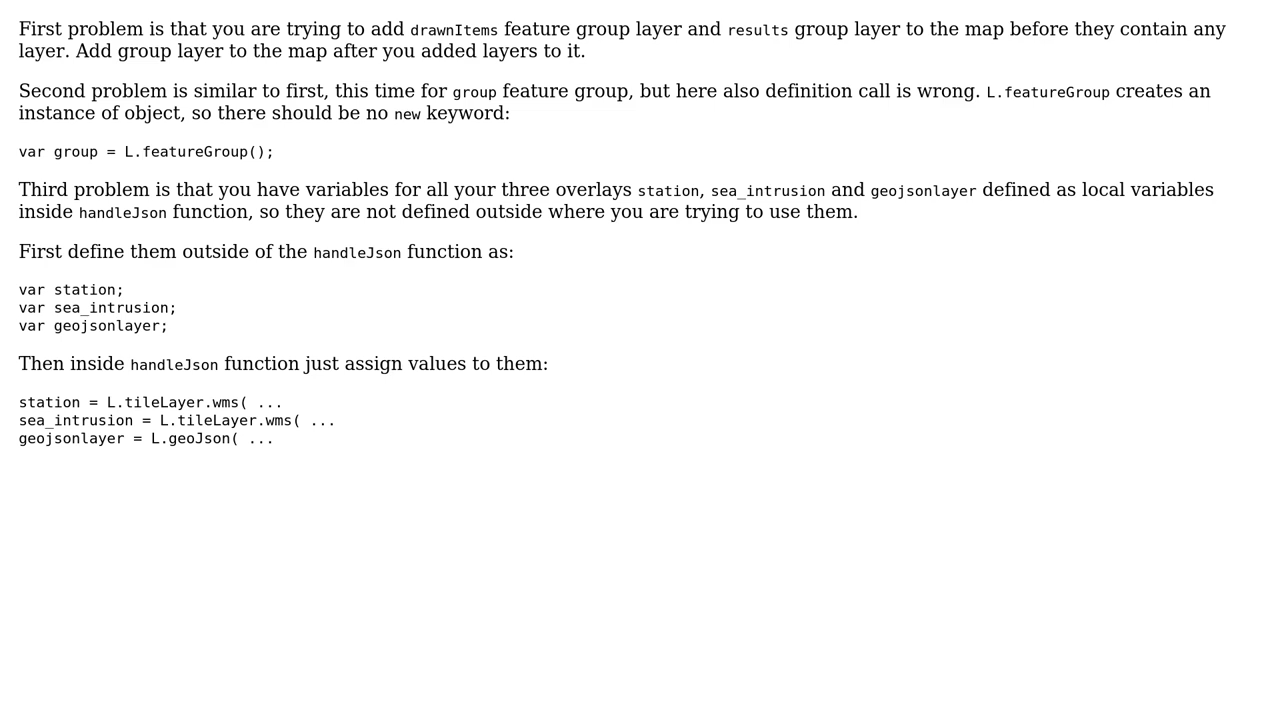 First problem is that you are trying to add drawnItems feature group layer and results group layer to the map before they contain any
layer. Add group layer to the map after you added layers to it.
Second problem is similar to first, this time for group feature group, but here also definition call is wrong. L.featureGroup creates an
instance of object, so there should be no new keyword:
var group = L.featureGroup();
Third problem is that you have variables for all your three overlays station, sea_intrusion and geojsonlayer defined as local variables
inside handleJson function, so they are not defined outside where you are trying to use them.
First define them outside of the handleJson function as:
var station;
var sea_intrusion;
var geojsonlayer;
Then inside handleJson function just assign values to them:
station = L.tileLayer.wms( ...
sea_intrusion = L.tileLayer.wms( ...
geojsonlayer = L.geoJson( ...